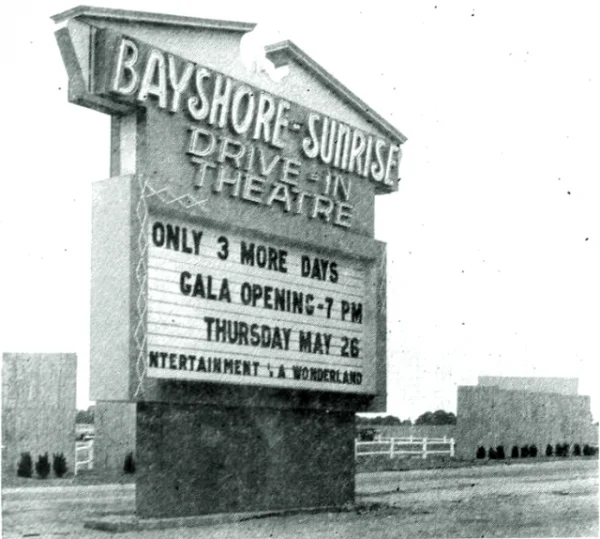 BAYSHORE-SUNRISE
DRIVE-IN
THEATRE
ONLY 3 MORE DAYS
GALA OPENING-7 PM
THURSDAY MAY 26
NTERTAINMENT A WONDERLAND